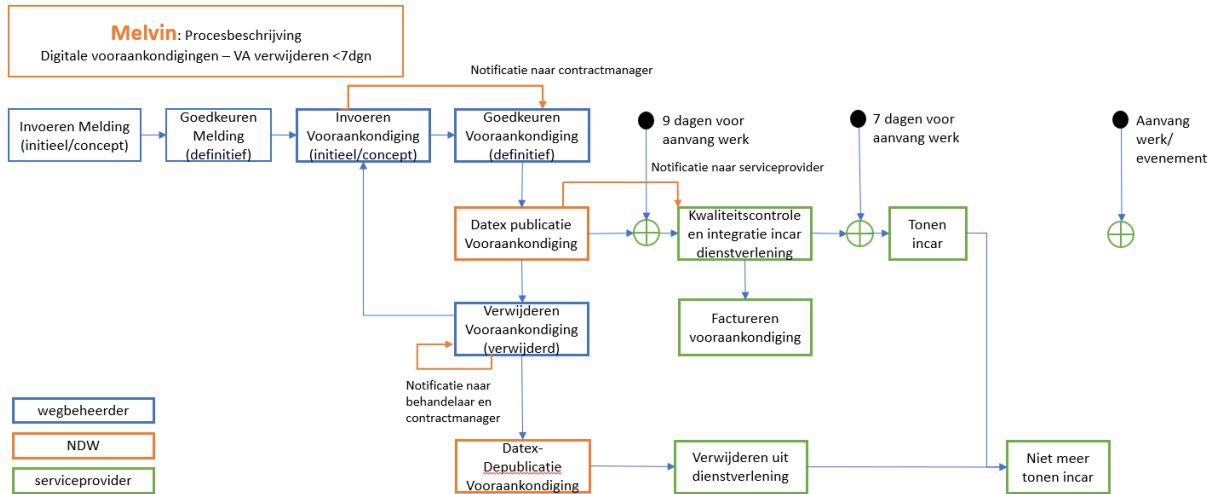 Melvin: Procesbeschrijving
Digitale vooraankondigingen – VA verwijderen <7dgn
Notificatie naar contractmanager
Invoeren Melding
(initieel/concept)
Goedkeuren
Melding
(definitief)
Invoeren
Vooraankondiging
(initieel/concept)
Goedkeuren
Vooraankondiging
(definitief)
9 dagen voor
aanvang werk
7 dagen voor
aanvang werk
Aanvang
werk/
evenement
Notificatie naar serviceprovider
Datex publicatie
Vooraankondiging
Kwaliteitscontrole
en integratie incar
dienstverlening
Tonen
incar
Verwijderen
Vooraankondiging
(verwijderd)
Factureren
vooraankondiging
Notificatie naar
behandelaar en
contractmanager
wegbeheerder
NDW
serviceprovider
Datex-
Depublicatie
Vooraankondiging
Verwijderen uit
dienstverlening
Niet meer
tonen incar